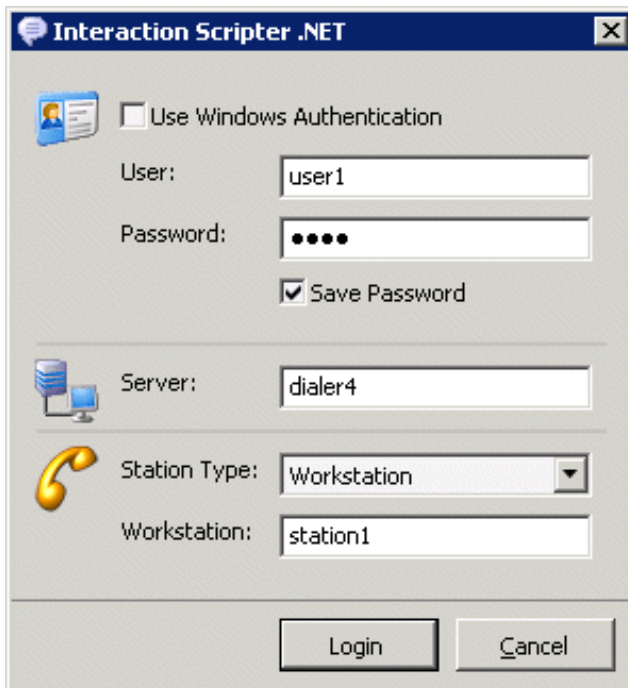 Interaction Scripter .NET
Use Windows Authentication
User: user1
Password: ●●●●
Save Password
Server: dialer4
Station Type: Workstation
Workstation: station1
Login Cancel